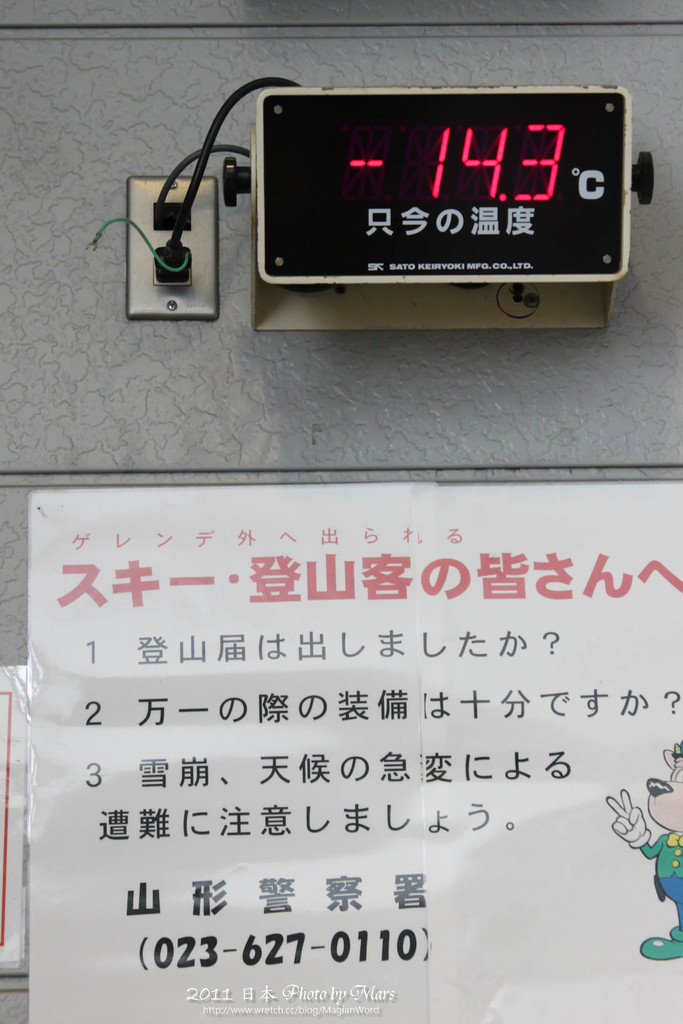 -14.3 ℃
只今の温度
SK SATO KEIRYOKI MFG.CO.,LTD.
ゲレンデ外へ出られる
スキー・登山客の皆さんへ
1 登山届は出しましたか?
2 万一の際の装備は十分ですか?
3 雪崩、天候の急変による
遭難に注意しましょう。
山形警察署
(023-627-0110)
2011 日本 Photo by Mars
http://www.wretch.cc/blog/MagianWord